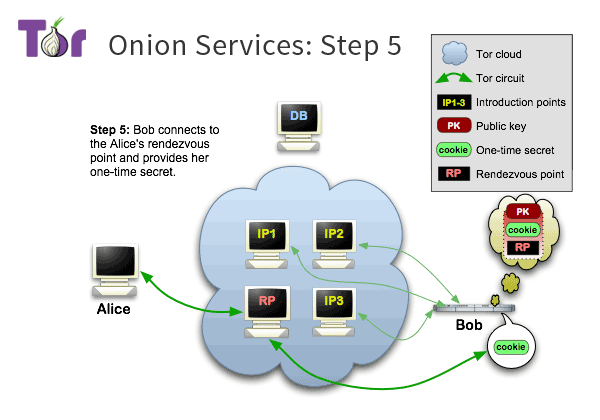 Tor
Onion Services: Step 5
Tor cloud
Tor circuit
IP1-3 Introduction points
PK Public key
cookie One-time secret
RP Rendezvous point
Step 5: Bob connects to
the Alice's rendezvous
point and provides her
one-time secret.
DB
IP1
IP2
PK
cookie
RP
Alice
RP
IP3
Bob
cookie